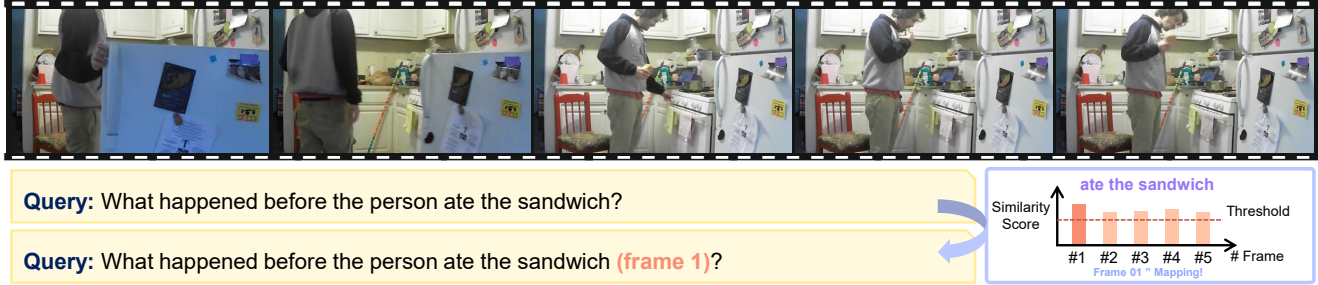 Query: What happened before the person ate the sandwich?
Query: What happened before the person ate the sandwich (frame 1)?
ate the sandwich
Similarity
Score
Threshold
#1 #2 #3 #4 #5 # Frame
Frame 01 " Mapping!